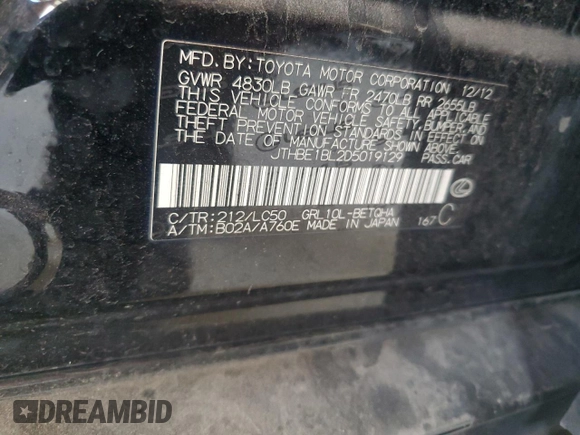 MFD.BY:TOYOTA MOTOR CORPORATION 12/12
GVWR 4830LB GAWR FR 2470LB RR 2655LB
THIS VEHICLE CONFORMS TO ALL APPLICABLE
FEDERAL MOTOR VEHICLE SAFETY, BUMPER, AND
THEFT PREVENTION STANDARDS IN EFFECT ON
THE DATE OF MANUFACTURE SHOWN ABOVE.
JTHBE1BL2D5019129 PASS.CAR
C/TR:212/LC50 GRL10L-BETQHA
A/TM:B02A/A760E MADE IN JAPAN 167 C
DREAMBID